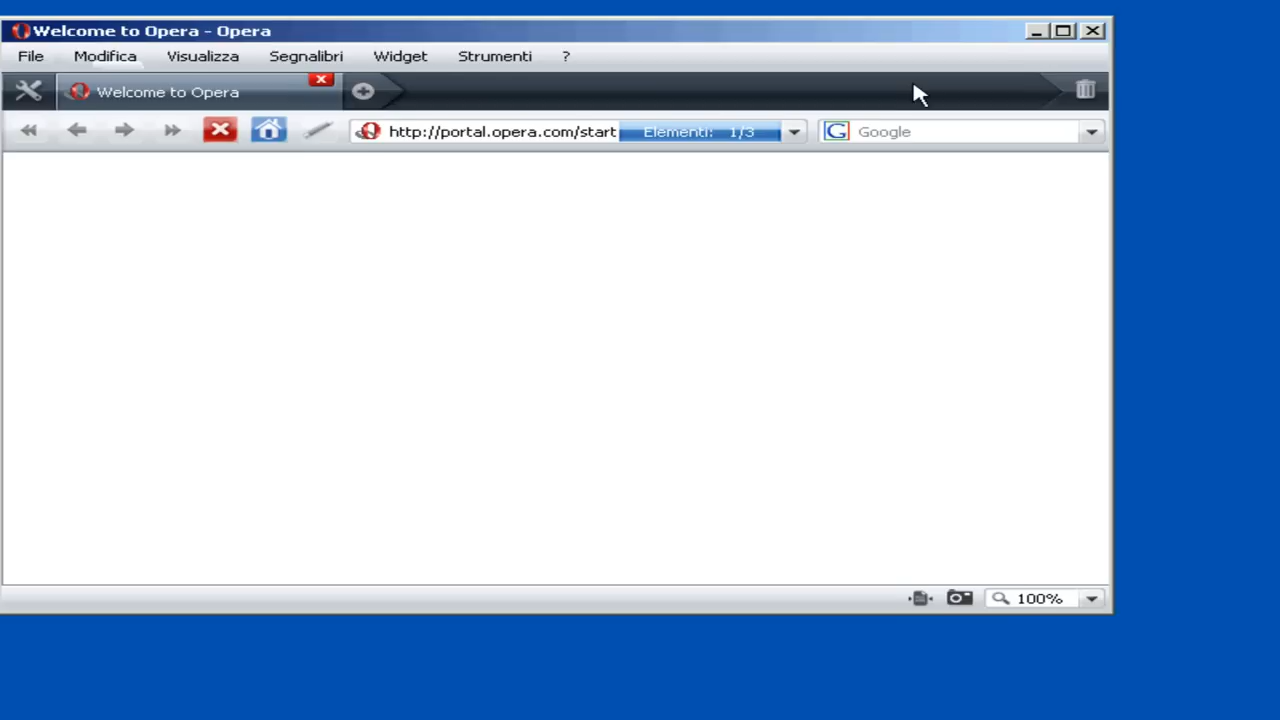 Welcome to Opera - Opera
File Modifica Visualizza Segnalibri Widget Strumenti ?
Welcome to Opera
http://portal.opera.com/start Elementi: 1/3 Google
100%